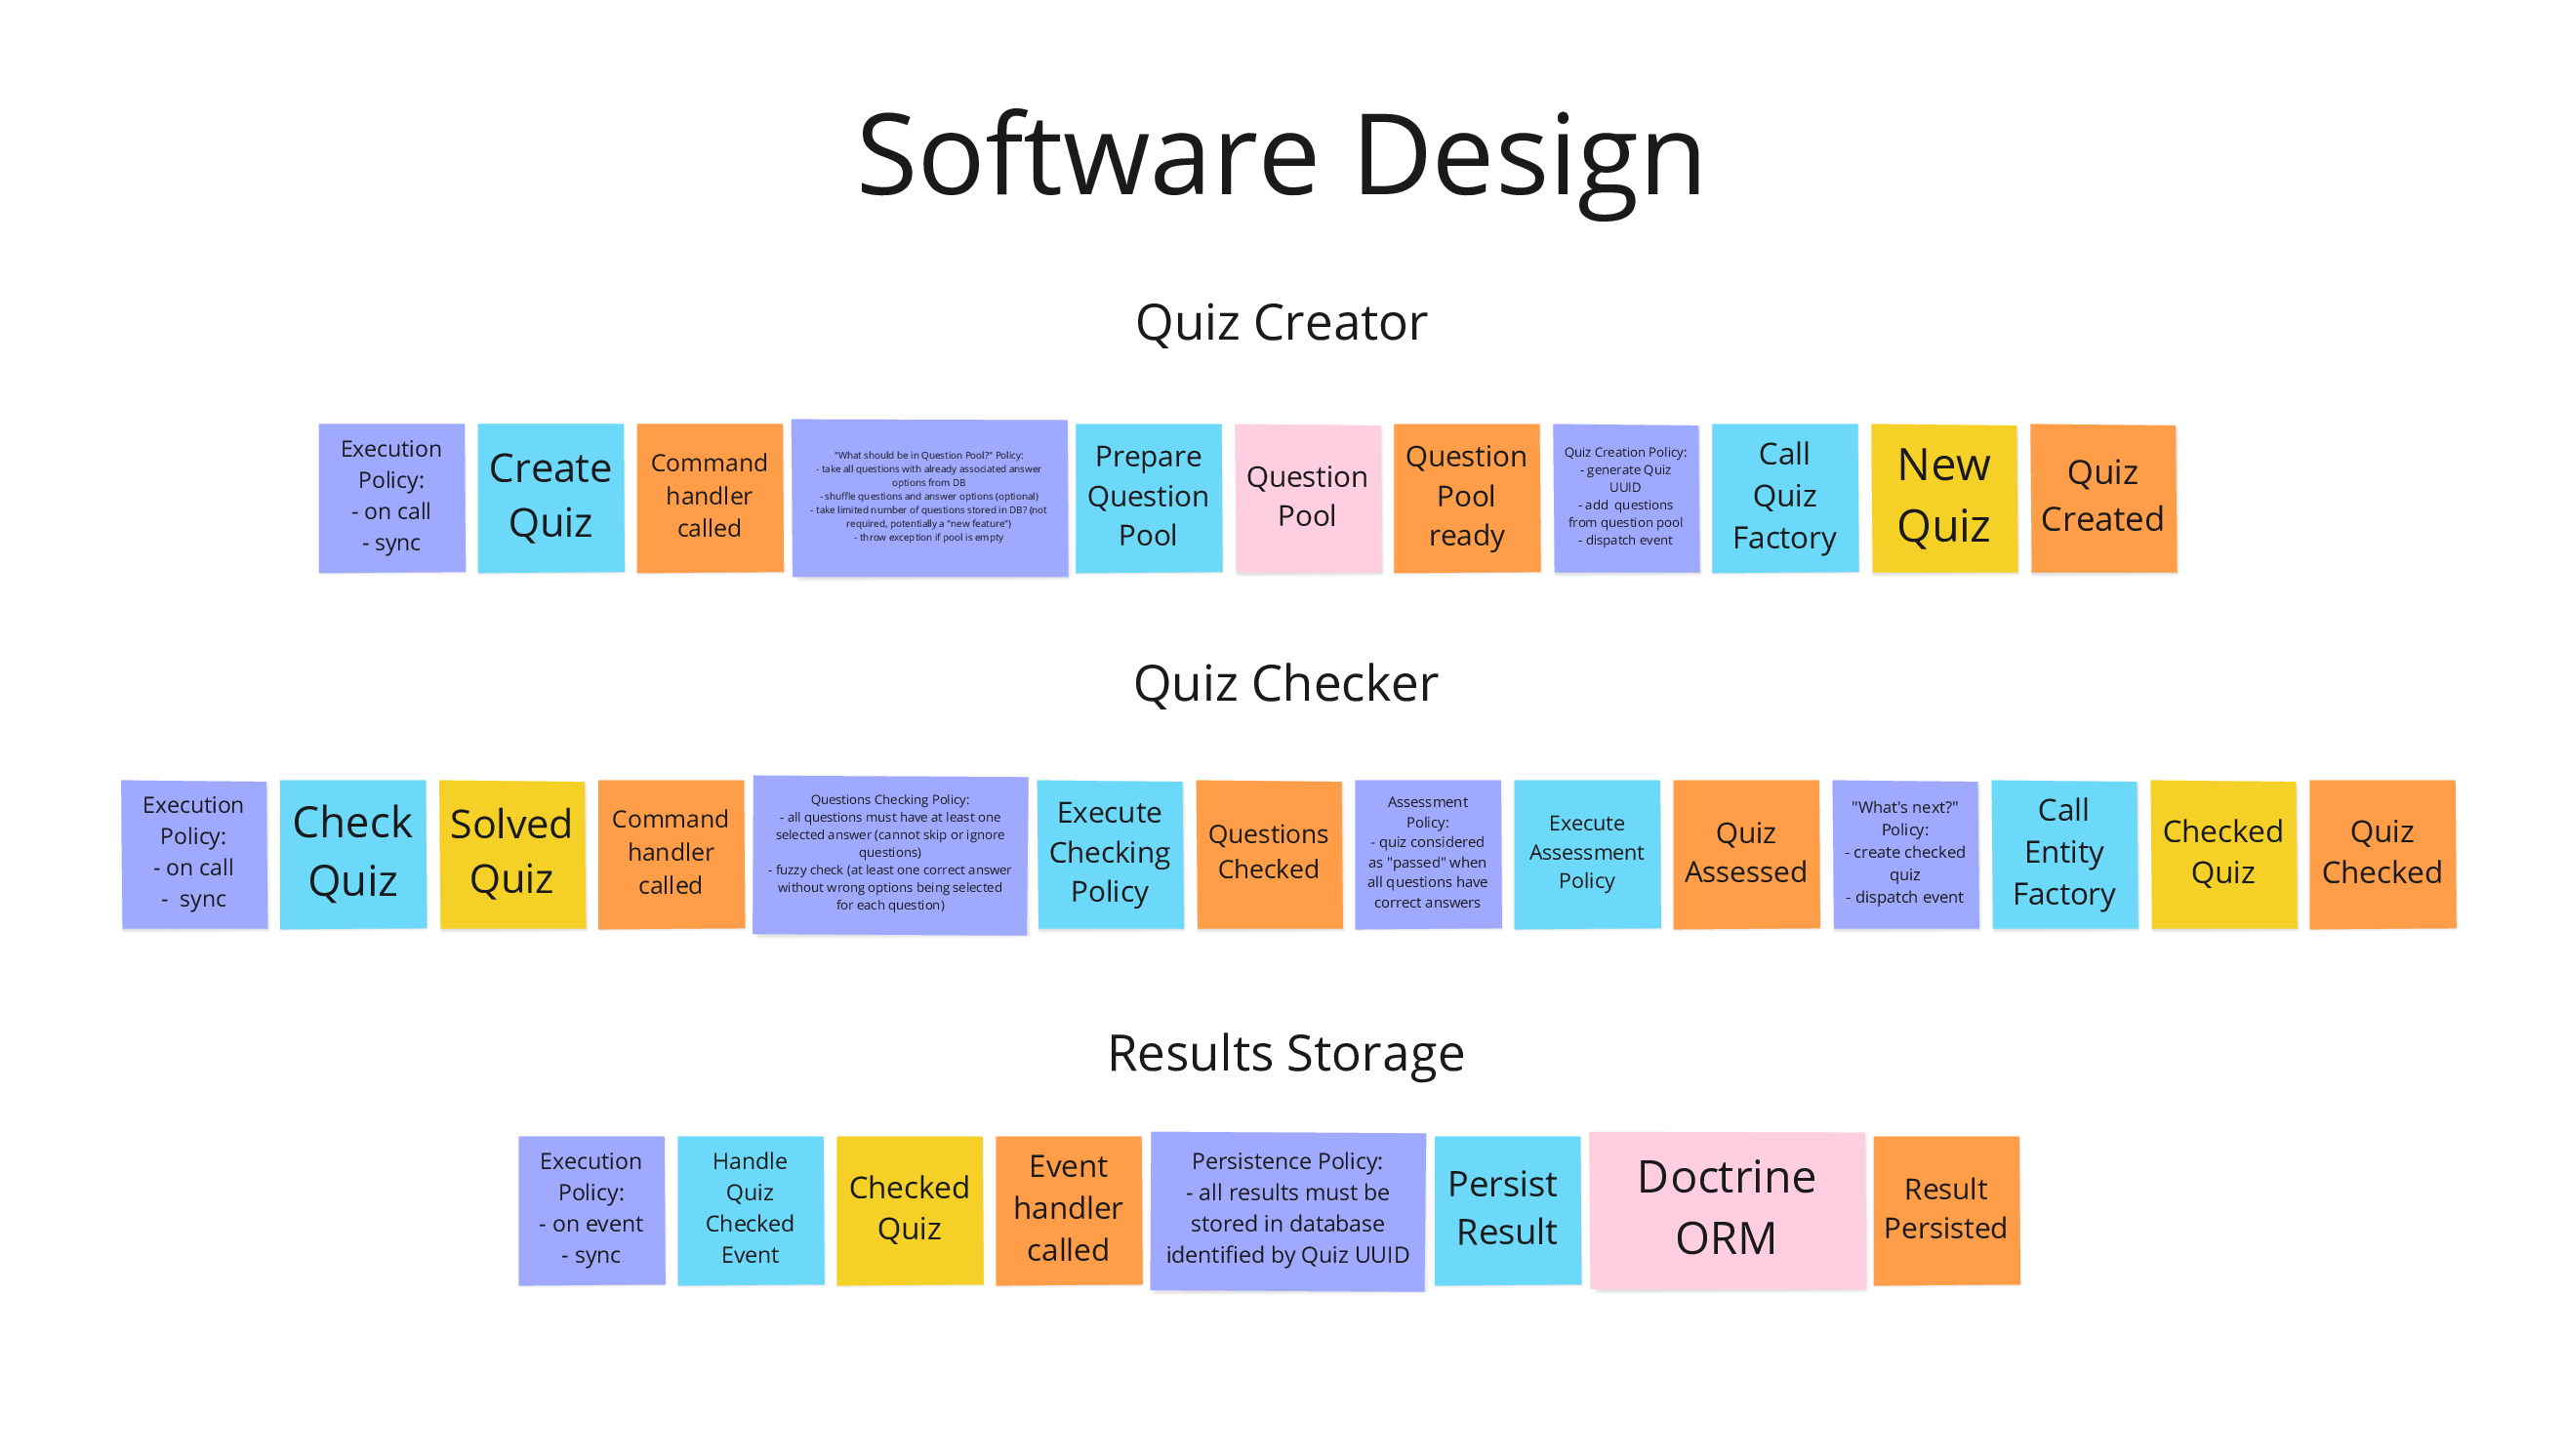 Software Design
Quiz Creator
Execution
Policy:
- on call
- sync
Create
Quiz
Command
handler
called
"What should be in Question Pool?" Policy:
- take all questions with already associated answer
options from DB
- shuffle questions and answer options (optional)
- take limited number of questions stored in DB? (not
required, potentially a "new feature")
- throw exception if pool is empty
Prepare
Question
Pool
Question
Pool
Question
Pool
ready
Quiz Creation Policy:
- generate Quiz
UUID
- add  questions
from question pool
- dispatch event
Call
Quiz
Factory
New
Quiz
Quiz
Created
Quiz Checker
Execution
Policy:
- on call
-  sync
Check
Quiz
Solved
Quiz
Command
handler
called
Questions Checking Policy:
- all questions must have at least one
selected answer (cannot skip or ignore
questions)
- fuzzy check (at least one correct answer
without wrong options being selected
for each question)
Execute
Checking
Policy
Questions
Checked
Assessment
Policy:
- quiz considered
as "passed" when
all questions have
correct answers
Execute
Assessment
Policy
Quiz
Assessed
"What's next?"
Policy:
- create checked
quiz
- dispatch event
Call
Entity
Factory
Checked
Quiz
Quiz
Checked
Results Storage
Execution
Policy:
- on event
- sync
Handle
Quiz
Checked
Event
Checked
Quiz
Event
handler
called
Persistence Policy:
- all results must be
stored in database
identified by Quiz UUID
Persist
Result
Doctrine
ORM
Result
Persisted